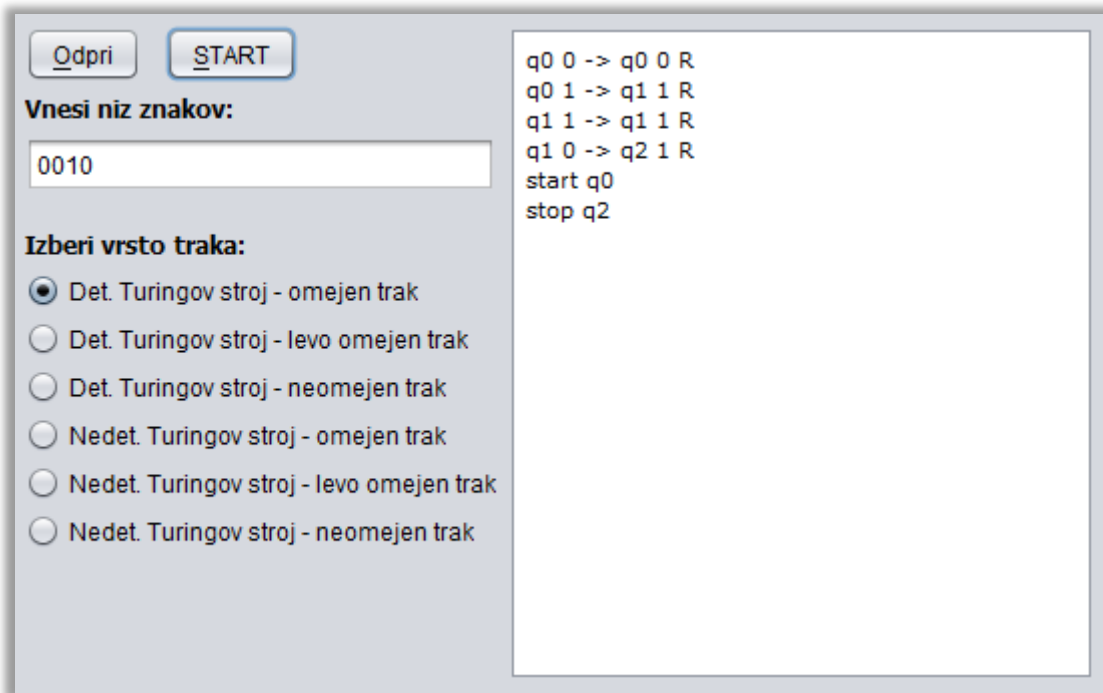 Odpri START
Vnesi niz znakov:
0010
Izberi vrsto traka:
Det. Turingov stroj - omejen trak
Det. Turingov stroj - levo omejen trak
Det. Turingov stroj - neomejen trak
Nedet. Turingov stroj - omejen trak
Nedet. Turingov stroj - levo omejen trak
Nedet. Turingov stroj - neomejen trak
q0 0 -> q0 0 R
q0 1 -> q1 1 R
q1 1 -> q1 1 R
q1 0 -> q2 1 R
start q0
stop q2